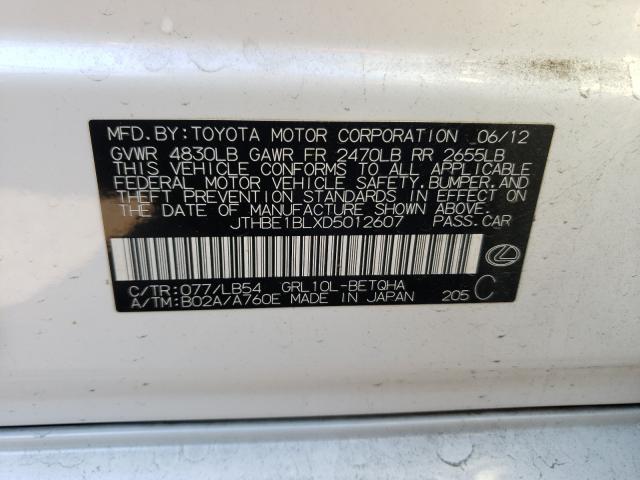 MFD. BY: TOYOTA MOTOR CORPORATION 06/12
GVWR 4830LB GAWR FR 2470LB RR 2655LB
THIS VEHICLE CONFORMS TO ALL APPLICABLE
FEDERAL MOTOR VEHICLE SAFETY, BUMPER, AND
THEFT PREVENTION STANDARDS IN EFFECT ON
THE DATE OF MANUFACTURE SHOWN ABOVE.
JTHBE1BLXD5012607 PASS. CAR
C/TR: 077/LB54 GRL10L-BETQHA
A/TM: B02A/A760E MADE IN JAPAN 205 C